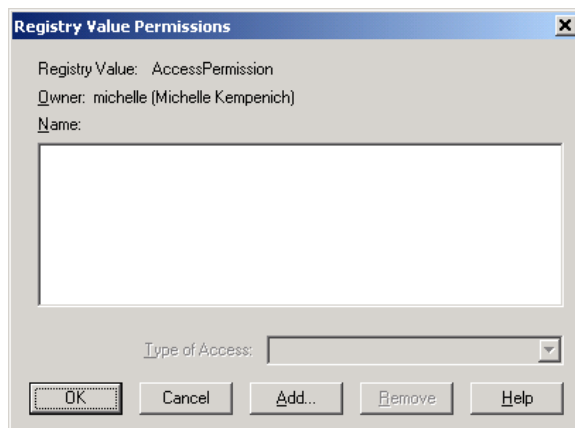 Registry Value Permissions
Registry Value: AccessPermission
Owner: michelle (Michelle Kempenich)
Name:
Type of Access:
OK Cancel Add... Remove Help